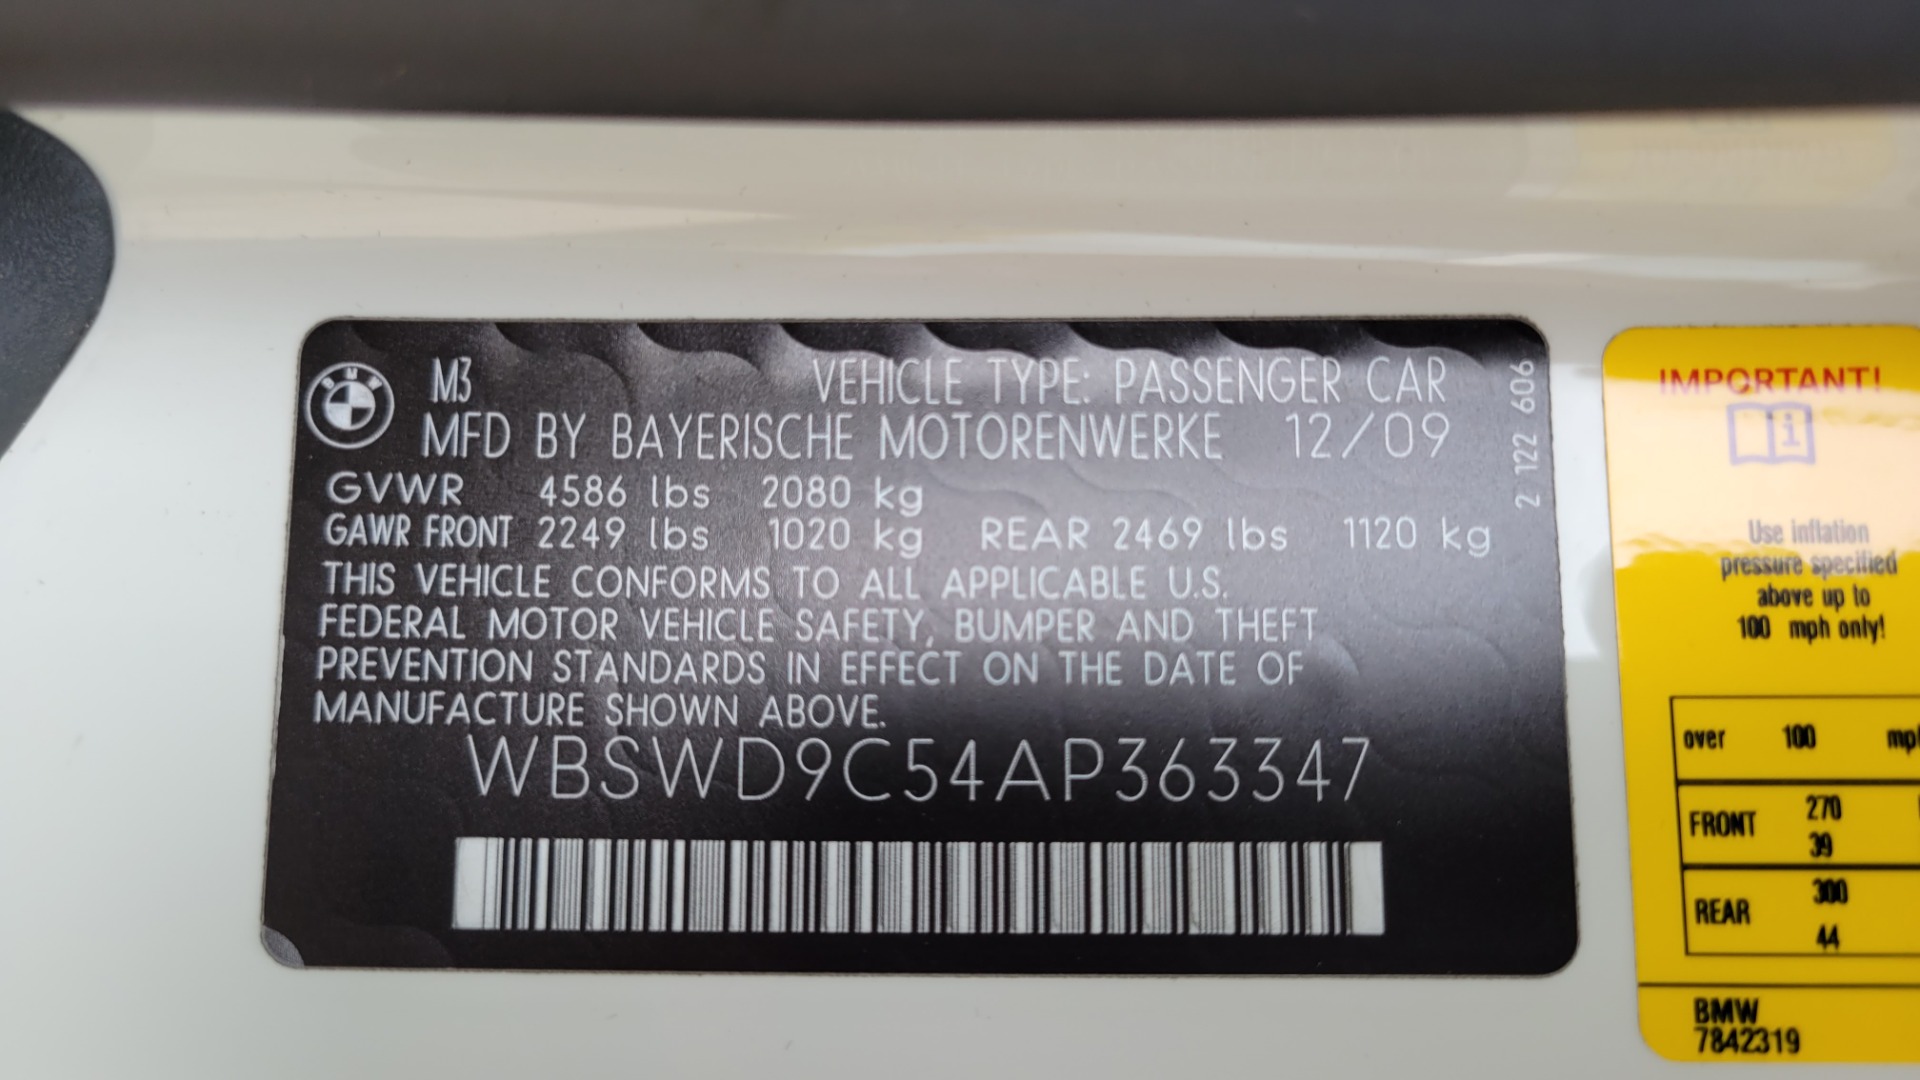 BMW
M3 VEHICLE TYPE: PASSENGER CAR
MFD BY BAYERISCHE MOTORENWERKE 12/09
GVWR 4586 lbs 2080 kg
GAWR FRONT 2249 lbs 1020 kg REAR 2469 lbs 1120 kg
THIS VEHICLE CONFORMS TO ALL APPLICABLE U.S.
FEDERAL MOTOR VEHICLE SAFETY, BUMPER AND THEFT
PREVENTION STANDARDS IN EFFECT ON THE DATE OF
MANUFACTURE SHOWN ABOVE.
WBSWD9C54AP363347
2 122 606
IMPORTANT!
i
Use inflation
pressure specified
above up to
100 mph only!
over 100 mp
FRONT 270
39
REAR 300
44
BMW
7842319